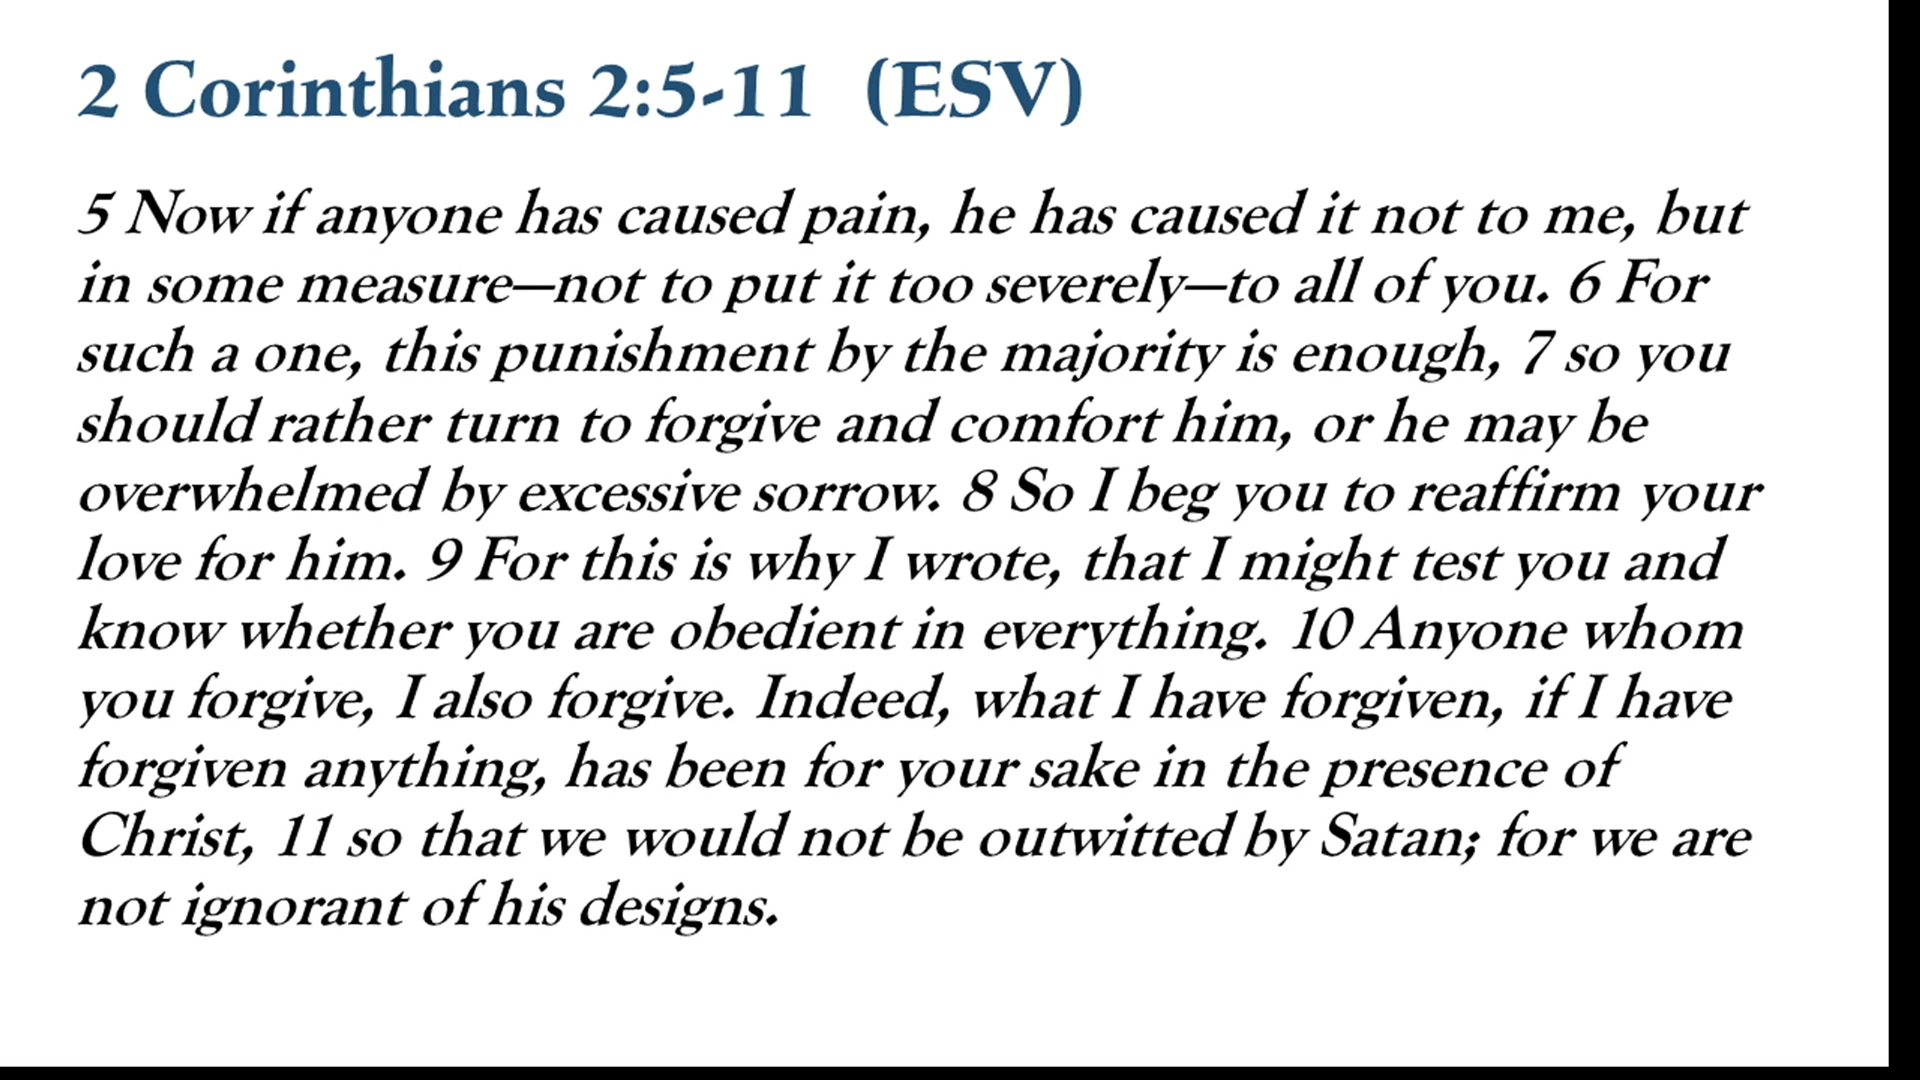 2 Corinthians 2:5-11 (ESV)
5 Now if anyone has caused pain, he has caused it not to me, but
in some measure—not to put it too severely—to all of you. 6 For
such a one, this punishment by the majority is enough, 7 so you
should rather turn to forgive and comfort him, or he may be
overwhelmed by excessive sorrow. 8 So I beg you to reaffirm your
love for him. 9 For this is why I wrote, that I might test you and
know whether you are obedient in everything. 10 Anyone whom
you forgive, I also forgive. Indeed, what I have forgiven, if I have
forgiven anything, has been for your sake in the presence of
Christ, 11 so that we would not be outwitted by Satan; for we are
not ignorant of his designs.